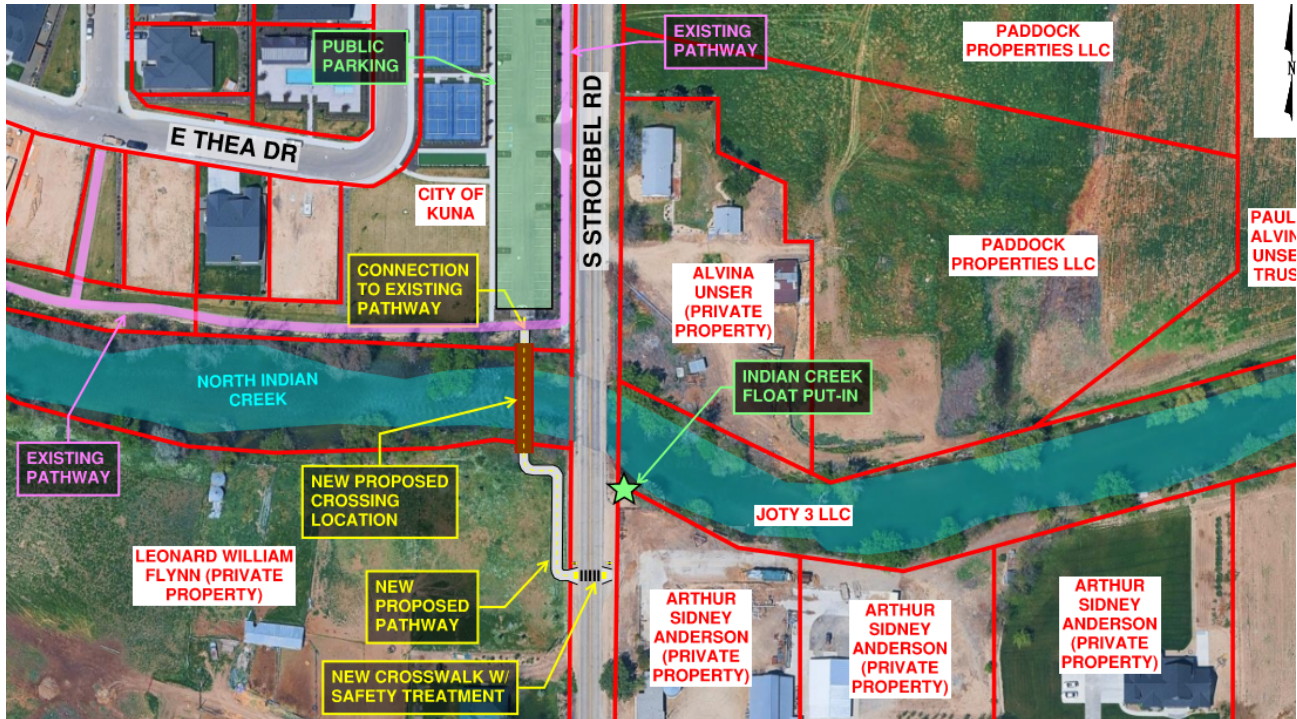 PUBLIC
PARKING
EXISTING
PATHWAY
PADDOCK
PROPERTIES LLC
N
E THEA DR
S STROEBEL RD
CITY OF
KUNA
PADDOCK
PROPERTIES LLC
CONNECTION
TO EXISTING
PATHWAY
ALVINA
UNSER
(PRIVATE
PROPERTY)
NORTH INDIAN
CREEK
INDIAN CREEK
FLOAT PUT-IN
EXISTING
PATHWAY
NEW PROPOSED
CROSSING
LOCATION
JOTY 3 LLC
LEONARD WILLIAM
FLYNN (PRIVATE
PROPERTY)
NEW
PROPOSED
PATHWAY
NEW CROSSWALK W/
SAFETY TREATMENT
ARTHUR
SIDNEY
ANDERSON
(PRIVATE
PROPERTY)
ARTHUR
SIDNEY
ANDERSON
(PRIVATE
PROPERTY)
ARTHUR
SIDNEY
ANDERSON
(PRIVATE
PROPERTY)